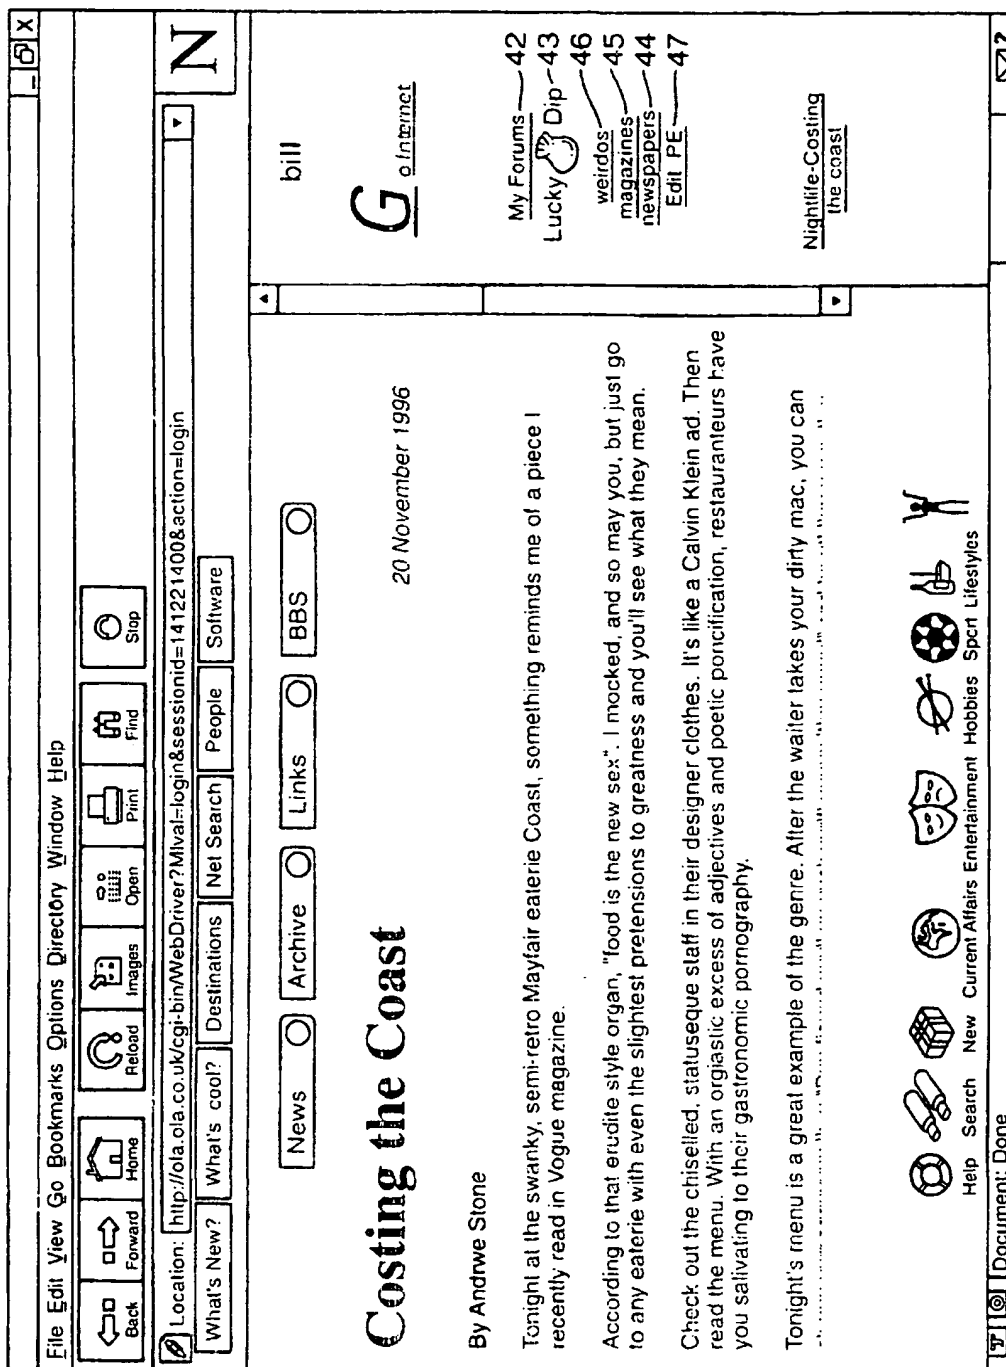 File Edit View Go Bookmarks Options Directory Window Help
Back Forward Home Reload Images Open Print Find Stop
Location: http://ola.ola.co.uk/cgi-bin/WebDriver?MIval=login&sessionid=141221400&action=login
N
What's New? What's cool? Destinations Net Search People Software
News Archive Links BBS
bill
Go Internet
Costing the Coast
20 November 1996
By Andrwe Stone
Tonight at the swanky, semi-retro Mayfair eaterie Coast, something reminds me of a piece I
recently read in Vogue magazine.
According to that erudite style organ, "food is the new sex". I mocked, and so may you, but just go
to any eaterie with even the slightest pretensions to greatness and you'll see what they mean.
Check out the chiselled, statuseque staff in their designer clothes. It's like a Calvin Klein ad. Then
read the menu. With an orgiastic excess of adjectives and poetic poncification, restauranteurs have
you salivating to their gastronomic pornography.
Tonight's menu is a great example of the genre. After the waiter takes your dirty mac, you can
My Forums 42
Lucky Dip 43
weirdos 46
magazines 45
newspapers 44
Edit PE 47
Nightlife-Costing
the coast
Help Search New Current Affairs Entertainment Hobbies Sport Lifestyles
Document: Done
?